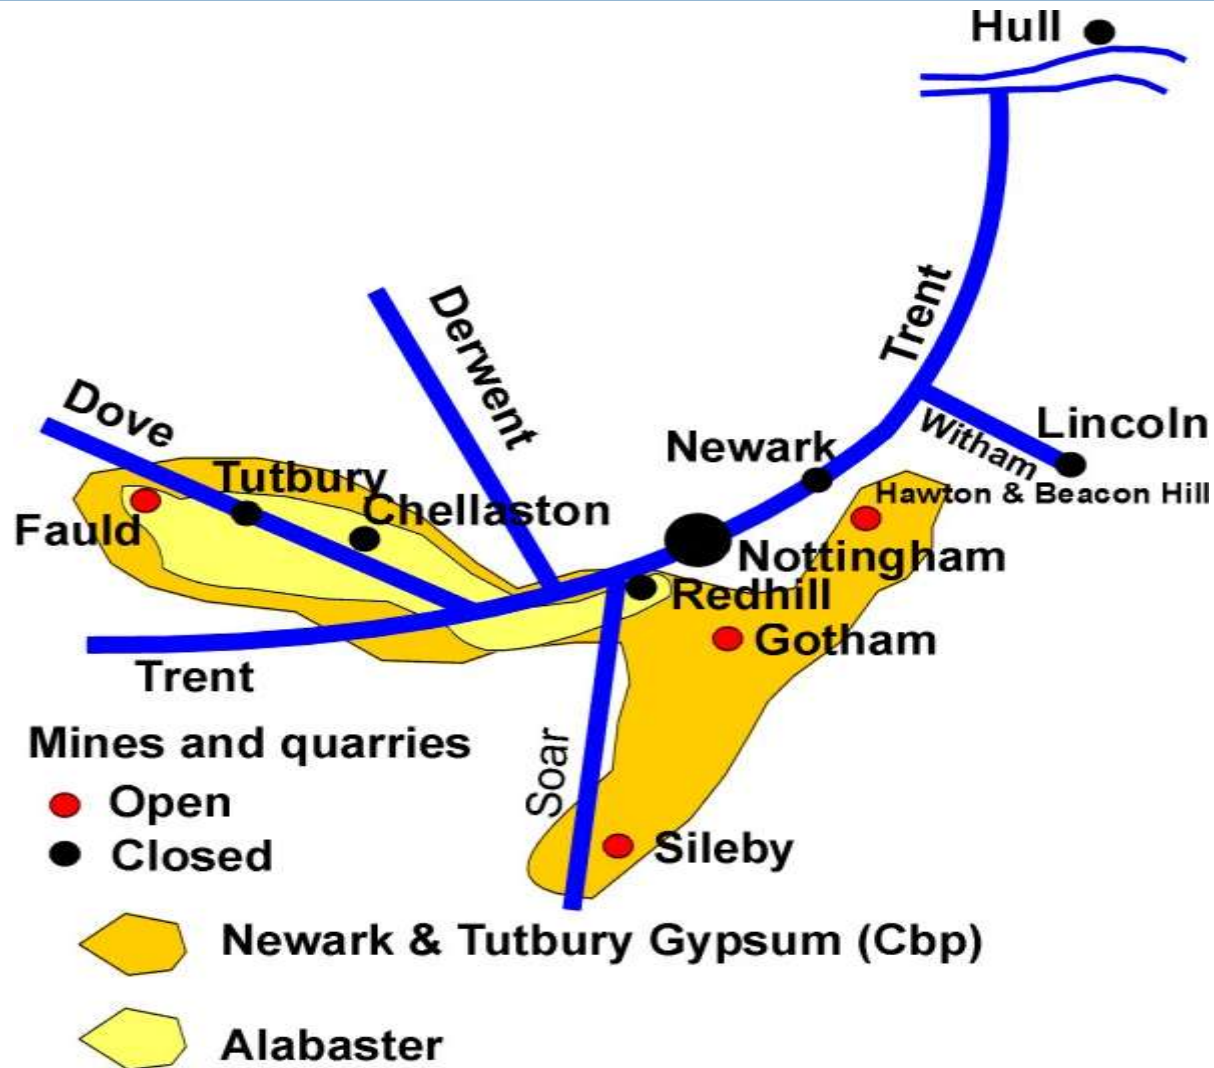 Hull
Trent
Derwent
Dove
Witham
Lincoln
Newark
Tutbury
Hawton & Beacon Hill
Chellaston
Fauld
Nottingham
Redhill
Gotham
Trent
Mines and quarries
Soar
Open
Closed
Sileby
Newark & Tutbury Gypsum (Cbp)
Alabaster